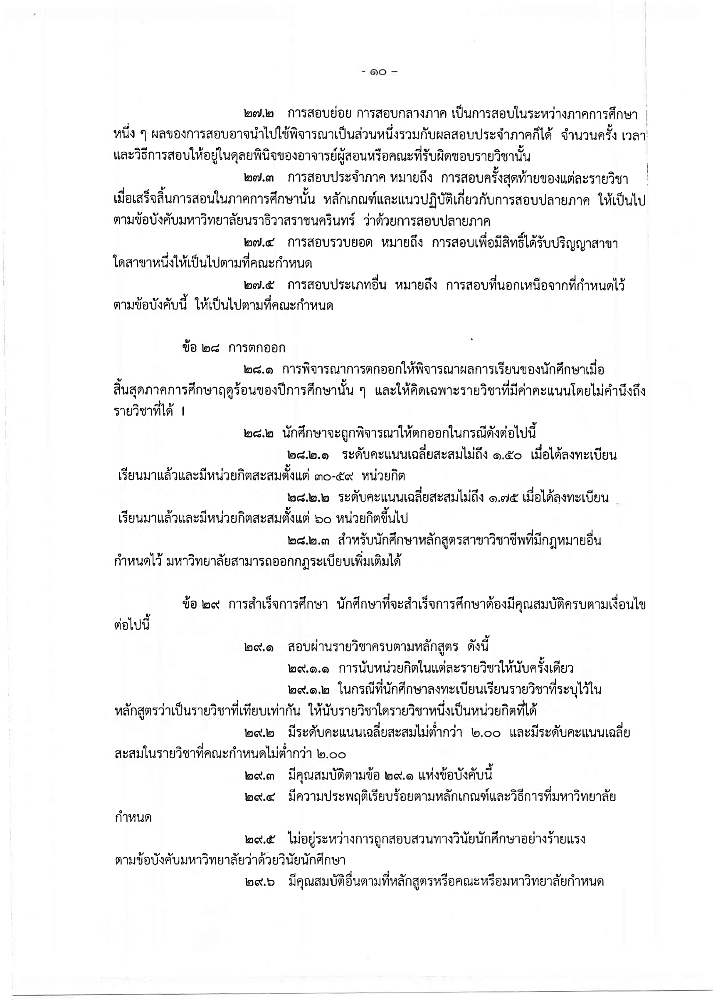 - ๑๐ -
๒๗.๒ การสอบย่อย การสอบกลางภาค เป็นการสอบในระหว่างภาคการศึกษา
หนึ่ง ๆ ผลของการสอบอาจนำไปใช้พิจารณาเป็นส่วนหนึ่งรวมกับผลสอบประจำภาคก็ได้ จำนวนครั้ง เวลา
และวิธีการสอบให้อยู่ในดุลยพินิจของอาจารย์ผู้สอนหรือคณะที่รับผิดชอบรายวิชานั้น
๒๗.๓ การสอบประจำภาค หมายถึง การสอบครั้งสุดท้ายของแต่ละรายวิชา
เมื่อเสร็จสิ้นการสอนในภาคการศึกษานั้น หลักเกณฑ์และแนวปฏิบัติเกี่ยวกับการสอบปลายภาค ให้เป็นไป
ตามข้อบังคับมหาวิทยาลัยนราธิวาสราชนครินทร์ ว่าด้วยการสอบปลายภาค
๒๗.๔ การสอบรวบยอด หมายถึง การสอบเพื่อมีสิทธิ์ได้รับปริญญาสาขา
ใดสาขาหนึ่งให้เป็นไปตามที่คณะกำหนด
๒๗.๕ การสอบประเภทอื่น หมายถึง การสอบที่นอกเหนือจากที่กำหนดไว้
ตามข้อบังคับนี้ ให้เป็นไปตามที่คณะกำหนด
ข้อ ๒๘ การตกออก
๒๘.๑ การพิจารณาการตกออกให้พิจารณาผลการเรียนของนักศึกษาเมื่อ
สิ้นสุดภาคการศึกษาฤดูร้อนของปีการศึกษานั้น ๆ และให้คิดเฉพาะรายวิชาที่มีค่าคะแนนโดยไม่คำนึงถึง
รายวิชาที่ได้ I
๒๘.๒ นักศึกษาจะถูกพิจารณาให้ตกออกในกรณีดังต่อไปนี้
๒๘.๒.๑ ระดับคะแนนเฉลี่ยสะสมไม่ถึง ๑.๕๐ เมื่อได้ลงทะเบียน
เรียนมาแล้วและมีหน่วยกิตสะสมตั้งแต่ ๓๐-๕๙ หน่วยกิต
๒๘.๒.๒ ระดับคะแนนเฉลี่ยสะสมไม่ถึง ๑.๗๕ เมื่อได้ลงทะเบียน
เรียนมาแล้วและมีหน่วยกิตสะสมตั้งแต่ ๖๐ หน่วยกิตขึ้นไป
๒๘.๒.๓ สำหรับนักศึกษาหลักสูตรสาขาวิชาชีพที่มีกฎหมายอื่น
กำหนดไว้ มหาวิทยาลัยสามารถออกกฎระเบียบเพิ่มเติมได้
ข้อ ๒๙ การสำเร็จการศึกษา นักศึกษาที่จะสำเร็จการศึกษาต้องมีคุณสมบัติครบตามเงื่อนไข
ต่อไปนี้
๒๙.๑ สอบผ่านรายวิชาครบตามหลักสูตร ดังนี้
๒๙.๑.๑ การนับหน่วยกิตในแต่ละรายวิชาให้นับครั้งเดียว
๒๙.๑.๒ ในกรณีที่นักศึกษาลงทะเบียนเรียนรายวิชาที่ระบุไว้ใน
หลักสูตรว่าเป็นรายวิชาที่เทียบเท่ากัน ให้นับรายวิชาใดรายวิชาหนึ่งเป็นหน่วยกิตที่ได้
๒๙.๒ มีระดับคะแนนเฉลี่ยสะสมไม่ต่ำกว่า ๒.๐๐ และมีระดับคะแนนเฉลี่ย
สะสมในรายวิชาที่คณะกำหนดไม่ต่ำกว่า ๒.๐๐
๒๙.๓ มีคุณสมบัติตามข้อ ๒๙.๑ แห่งข้อบังคับนี้
๒๙.๔ มีความประพฤติเรียบร้อยตามหลักเกณฑ์และวิธีการที่มหาวิทยาลัย
กำหนด
๒๙.๕ ไม่อยู่ระหว่างการถูกสอบสวนทางวินัยนักศึกษาอย่างร้ายแรง
ตามข้อบังคับมหาวิทยาลัยว่าด้วยวินัยนักศึกษา
๒๙.๖ มีคุณสมบัติอื่นตามที่หลักสูตรหรือคณะหรือมหาวิทยาลัยกำหนด